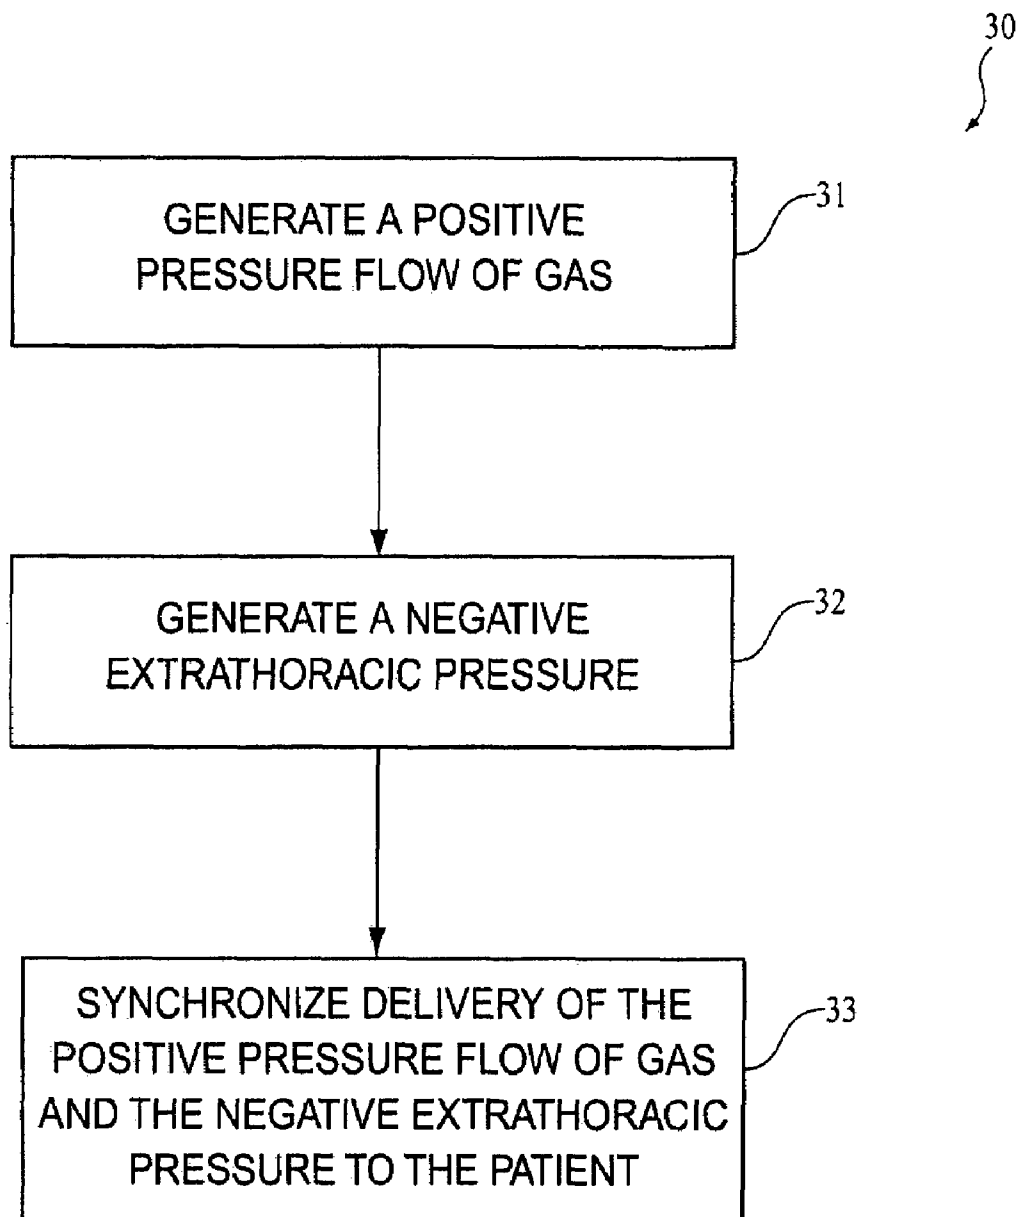 30
GENERATE A POSITIVE
PRESSURE FLOW OF GAS
31
GENERATE A NEGATIVE
EXTRATHORACIC PRESSURE
32
SYNCHRONIZE DELIVERY OF THE
POSITIVE PRESSURE FLOW OF GAS
AND THE NEGATIVE EXTRATHORACIC
PRESSURE TO THE PATIENT
33